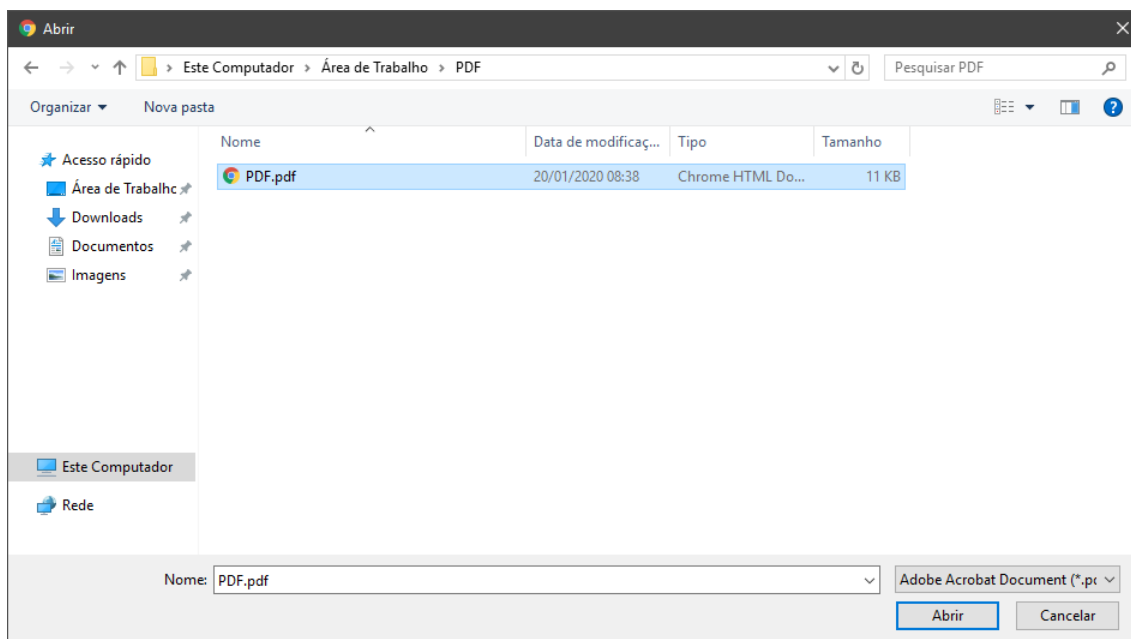 Abrir
Este Computador › Área de Trabalho › PDF
Pesquisar PDF
Organizar
Nova pasta
Nome
Data de modificaç...
Tipo
Tamanho
Acesso rápido
Área de Trabalho
Downloads
Documentos
Imagens
Este Computador
Rede
PDF.pdf
20/01/2020 08:38
Chrome HTML Do...
11 KB
Nome:
PDF.pdf
Adobe Acrobat Document (*.pd
Abrir
Cancelar